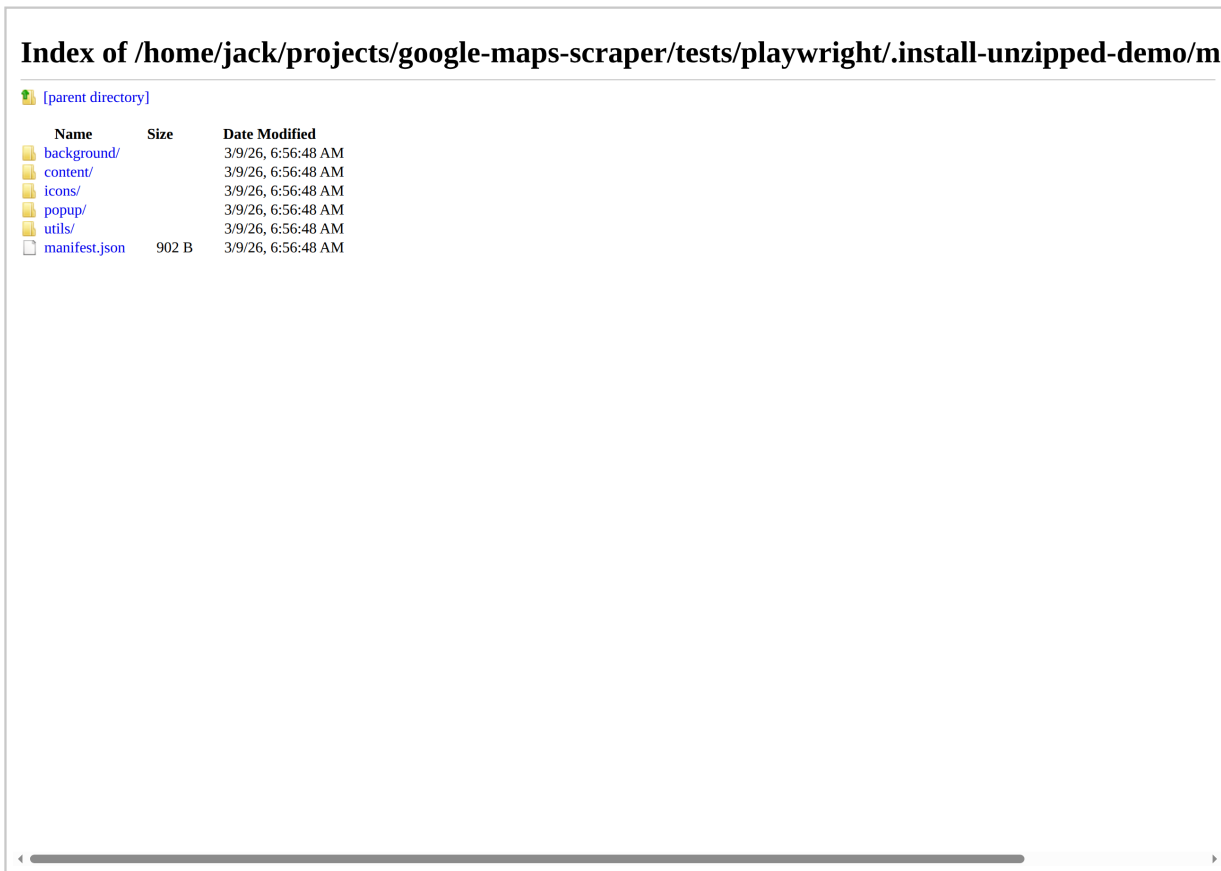 Index of /home/jack/projects/google-maps-scraper/tests/playwright/.install-unzipped-demo/m
[parent directory]
Name Size Date Modified
background/ 3/9/26, 6:56:48 AM
content/ 3/9/26, 6:56:48 AM
icons/ 3/9/26, 6:56:48 AM
popup/ 3/9/26, 6:56:48 AM
utils/ 3/9/26, 6:56:48 AM
manifest.json 902 B 3/9/26, 6:56:48 AM